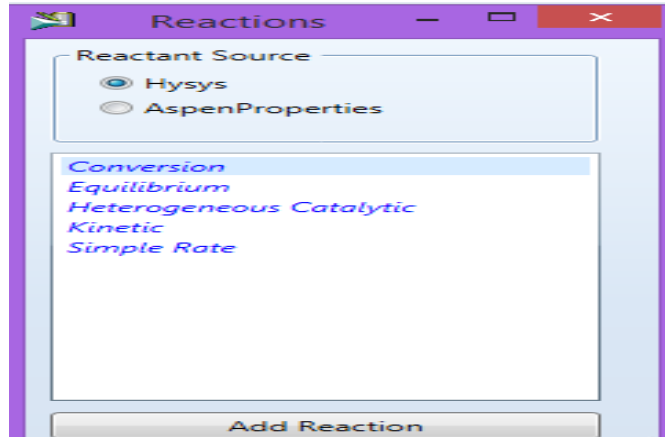 Reactions
Reactant Source
Hysys
AspenProperties
Conversion
Equilibrium
Heterogeneous Catalytic
Kinetic
Simple Rate
Add Reaction